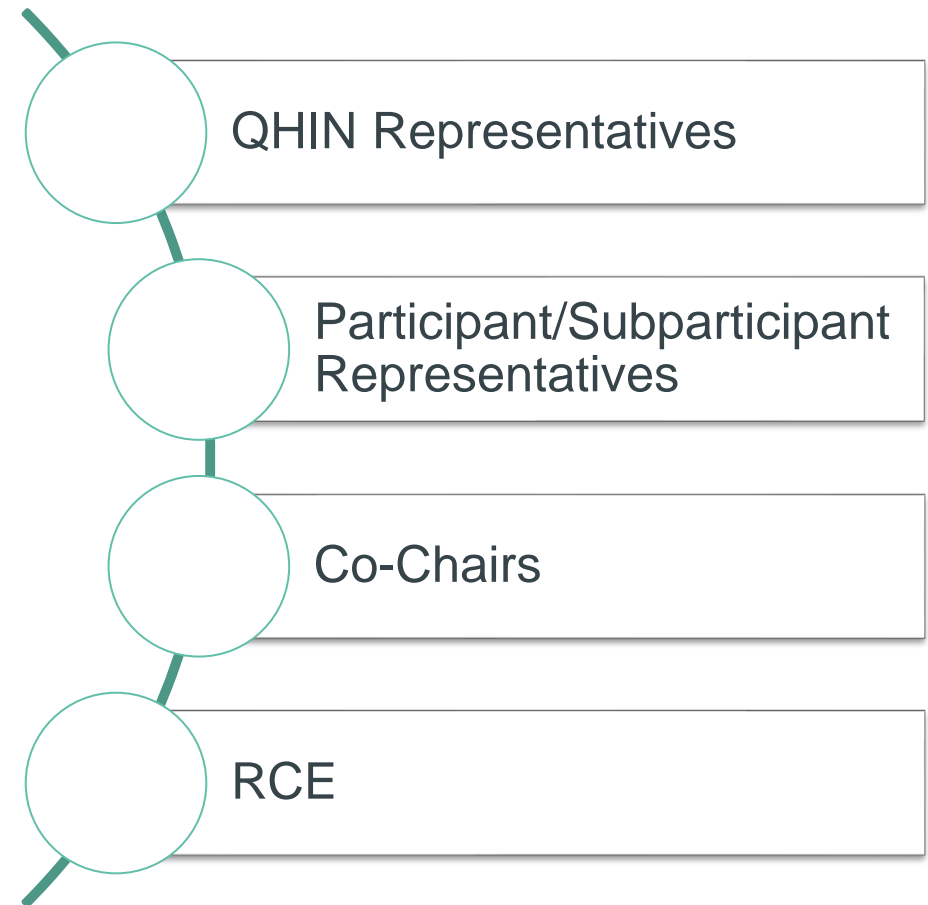 QHIN Representatives
Participant/Subparticipant
Representatives
Co-Chairs
RCE